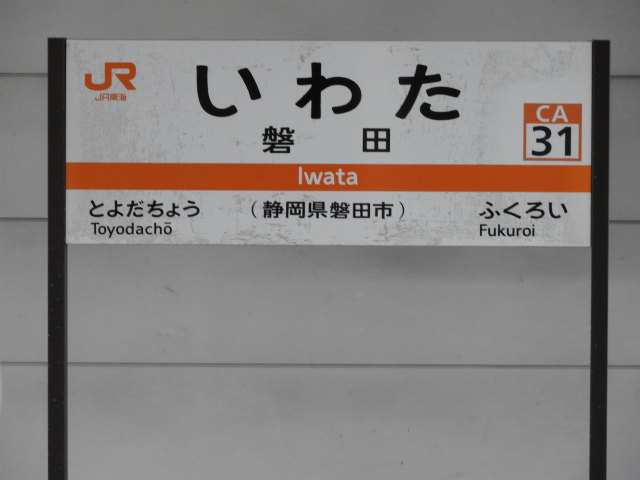 JR
JR東海
いわた
磐田
CA
31
Iwata
とよだちょう
Toyodachō
(静岡県磐田市)
ふくろい
Fukuroi